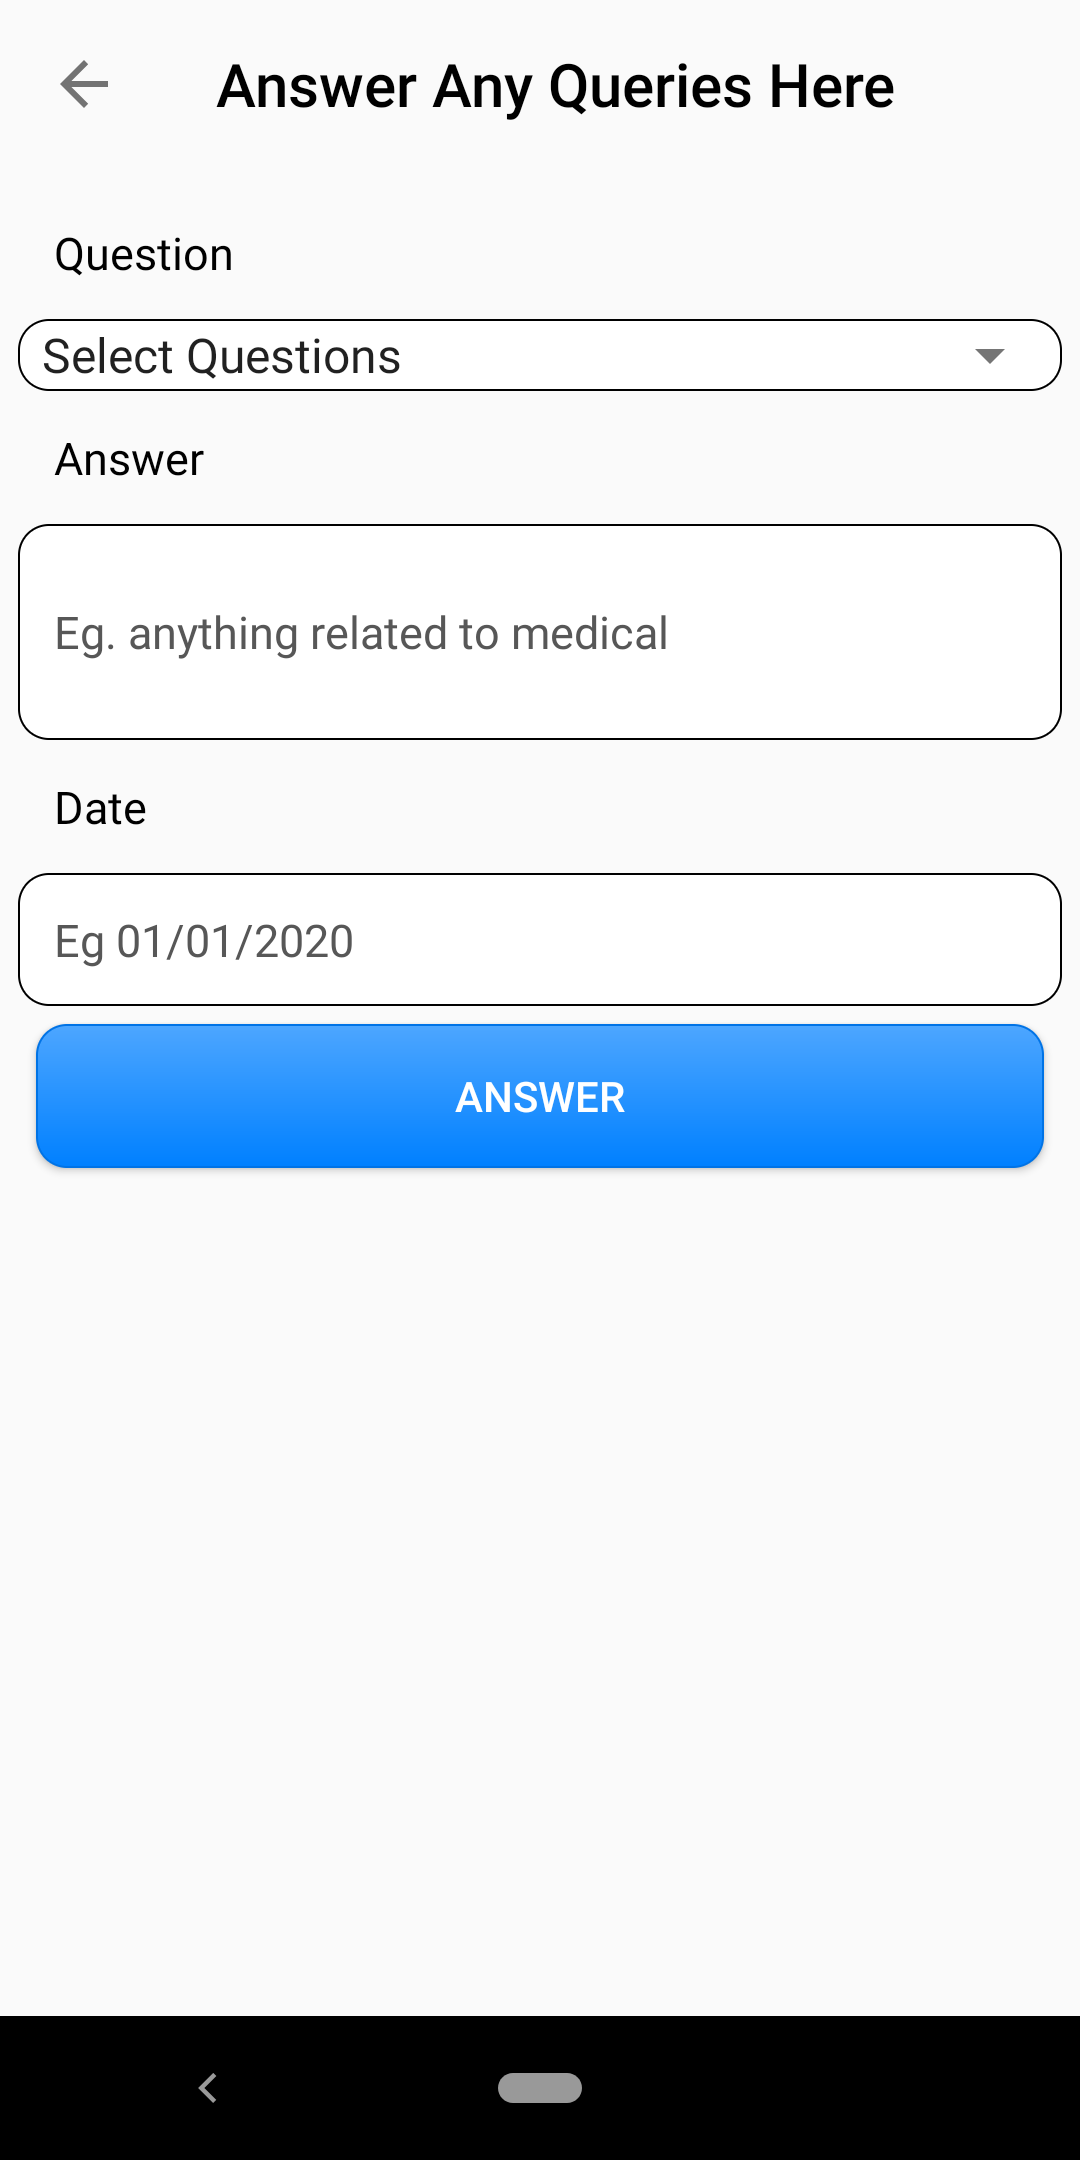 Answer Any Queries Here
Question
Select Questions
Answer
Eg. anything related to medical
Date
Eg 01/01/2020
ANSWER